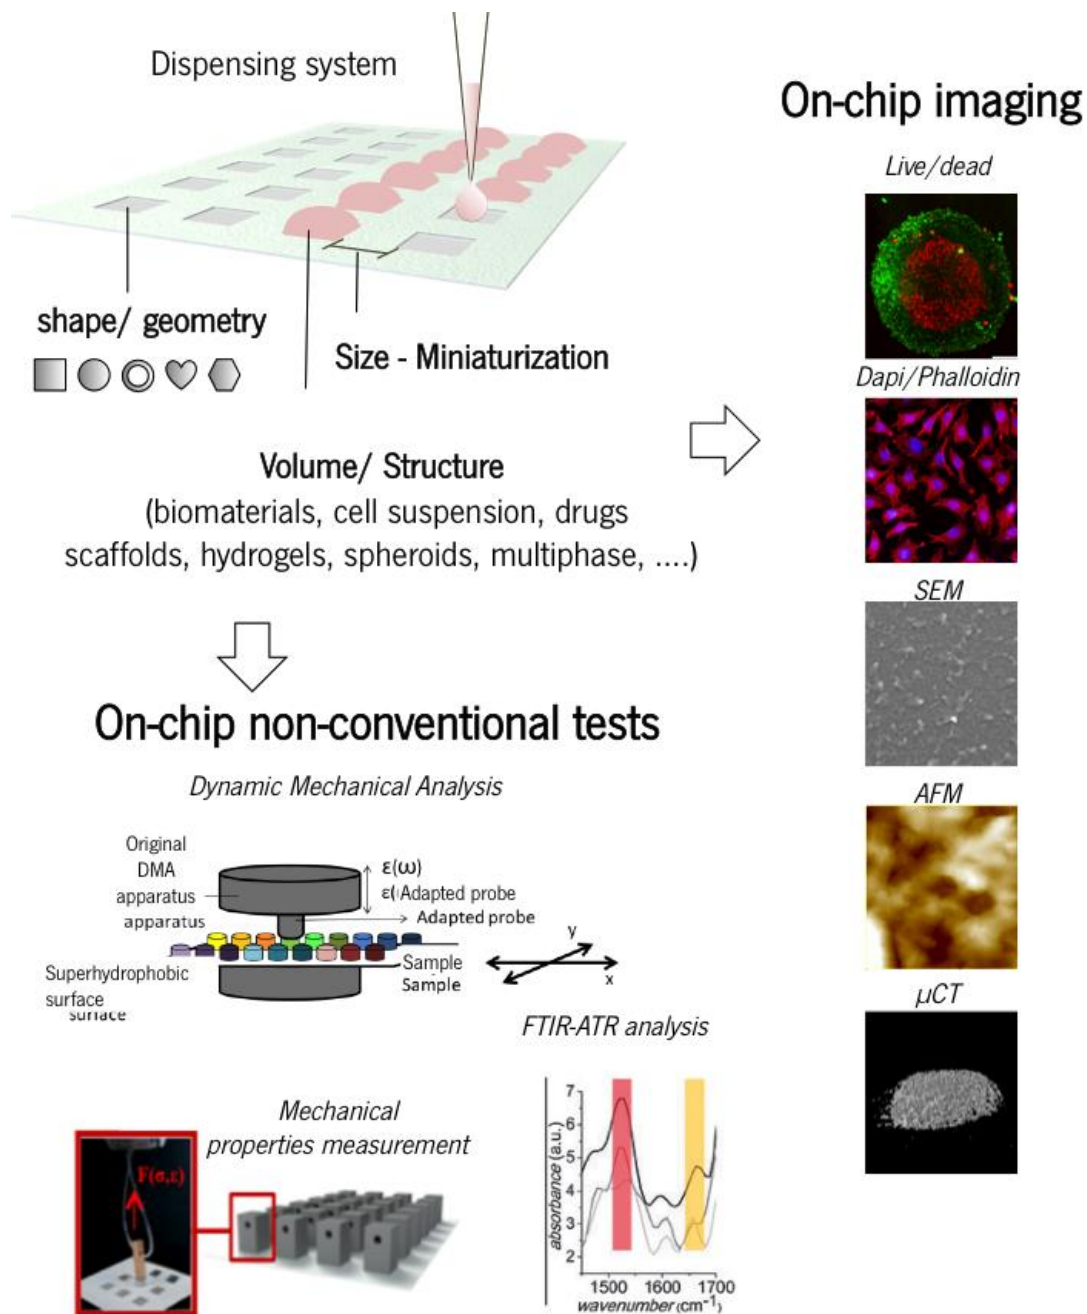 Dispensing system
On-chip imaging
Live/dead
shape/ geometry
Size - Miniaturization
Dapi/Phalloidin
Volume/ Structure
(biomaterials, cell suspension, drugs
scaffolds, hydrogels, spheroids, multiphase, ....)
SEM
On-chip non-conventional tests
Dynamic Mechanical Analysis
AFM
Original
DMA
apparatus
apparatus
ε(ω)
ε(Adapted probe
Adapted probe
y
x
Sample
Sample
Superhydrophobic
surface
surface
µCT
FTIR-ATR analysis
Mechanical
properties measurement
F(σ,ε)
absorbance (a.u.)
7
6
5
4
3
2
1500 1600 1700
wavenumber (cm-1)